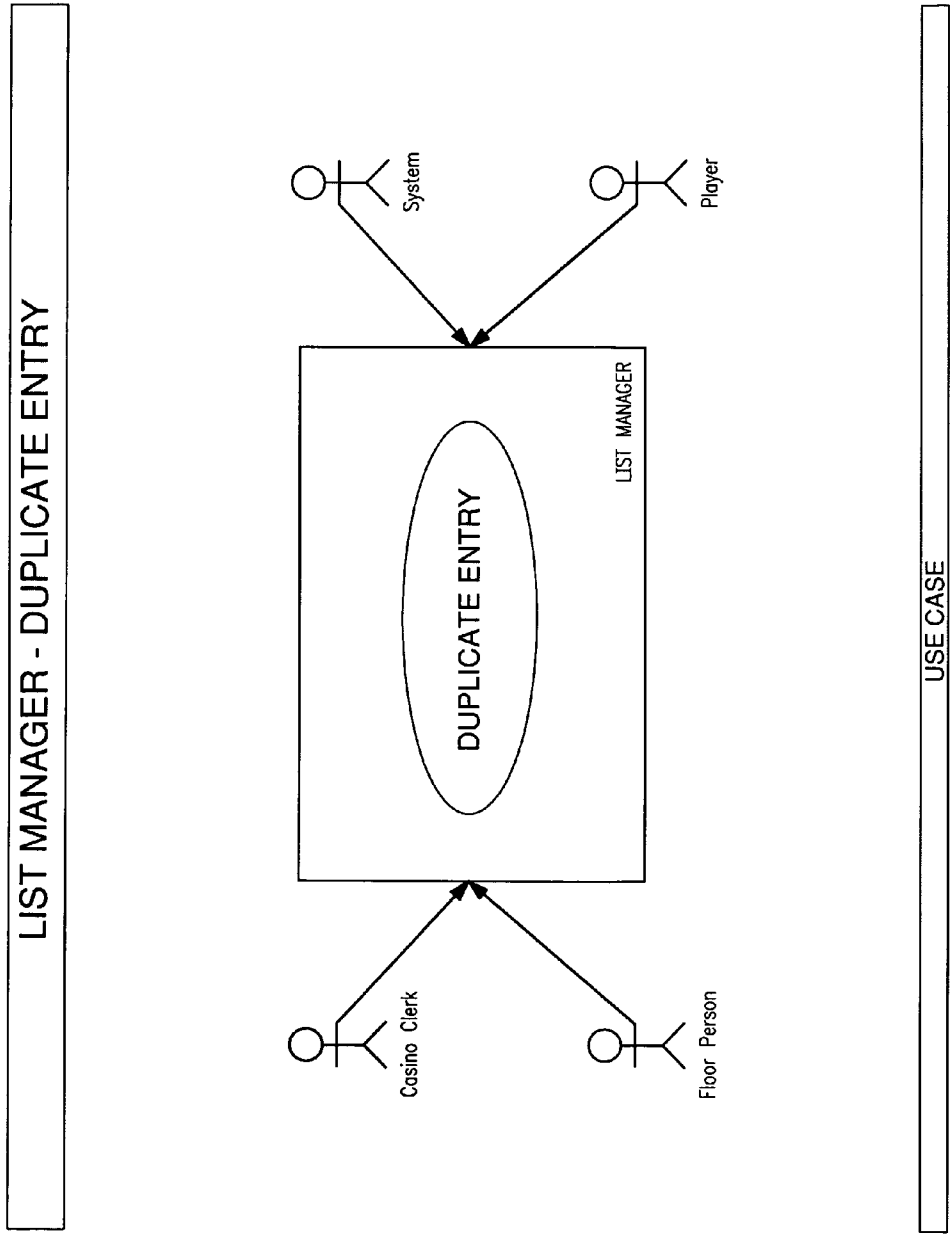 LIST MANAGER - DUPLICATE ENTRY
Casino Clerk
System
DUPLICATE ENTRY
LIST MANAGER
Floor Person
Player
USE CASE